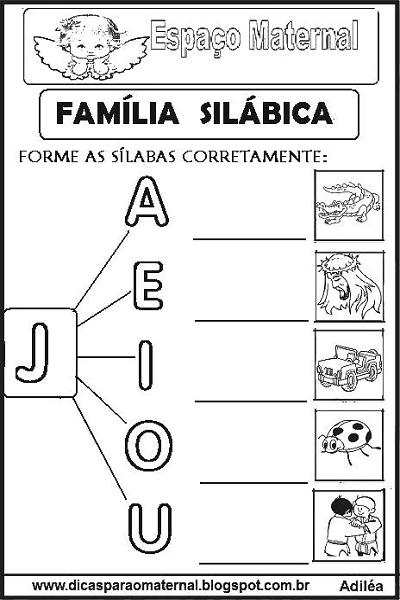 Espaço Maternal
FAMÍLIA SILÁBICA
FORME AS SÍLABAS CORRETAMENTE:
A
E
J
I
O
U
www.dicasparaomaternal.blogspot.com.br
Adiléa